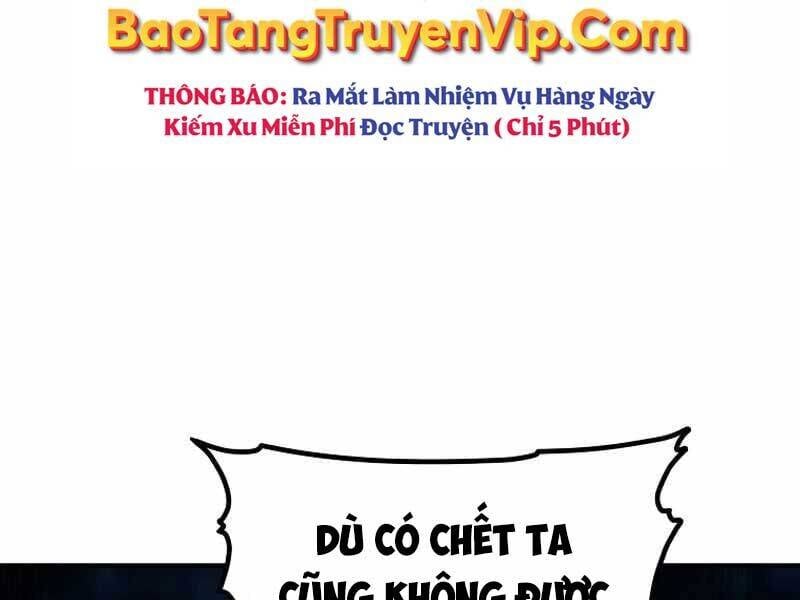 BaoTangTruyenVip.Com
THÔNG BÁO: Ra Mắt Làm Nhiệm Vụ Hàng Ngày
Kiếm Xu Miễn Phí Đọc Truyện ( Chỉ 5 Phút)
DÙ CÓ CHẾT TA
CŨNG KHÔNG ĐƯỢC